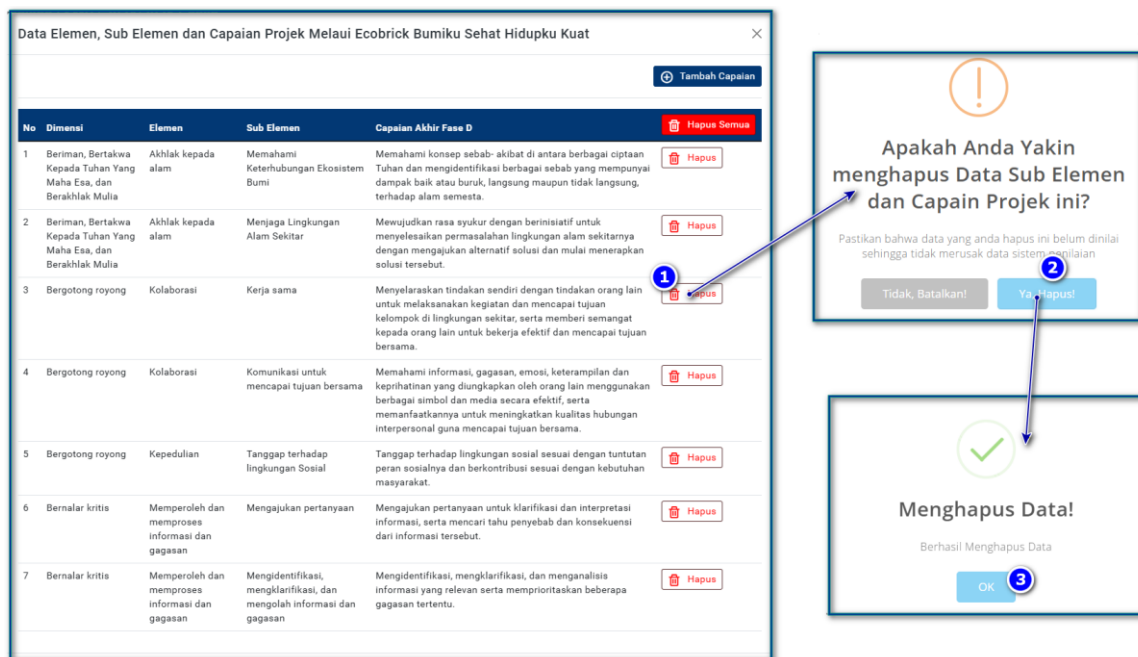 Data Elemen, Sub Elemen dan Capaian Projek Melaui Ecobrick Bumiku Sehat Hidupku Kuat
Tambah Capaian
No Dimensi Elemen Sub Elemen Capaian Akhir Fase D Hapus Semua
1 Beriman, Bertakwa Akhlak kepada Memahami Memahami konsep sebab- akibat di antara berbagai ciptaan Hapus
Kepada Tuhan Yang alam Keterhubungan Ekosistem Tuhan dan mengidentifikasi berbagai sebab yang mempunyai
Maha Esa, dan Bumi dampak baik atau buruk, langsung maupun tidak langsung,
Berakhlak Mulia terhadap alam semesta.
2 Beriman, Bertakwa Akhlak kepada Menjaga Lingkungan Mewujudkan rasa syukur dengan berinisiatif untuk Hapus
Kepada Tuhan Yang alam Alam Sekitar menyelesaikan permasalahan lingkungan alam sekitarnya
Maha Esa, dan dengan mengajukan alternatif solusi dan mulai menerapkan
Berakhlak Mulia solusi tersebut.
3 Bergotong royong Kolaborasi Kerja sama Menyelaraskan tindakan sendiri dengan tindakan orang lain 1 Hapus
untuk melaksanakan kegiatan dan mencapai tujuan
kelompok di lingkungan sekitar, serta memberi semangat
kepada orang lain untuk bekerja efektif dan mencapai tujuan
bersama.
4 Bergotong royong Kolaborasi Komunikasi untuk Memahami informasi, gagasan, emosi, keterampilan dan Hapus
mencapai tujuan bersama keprihatinan yang diungkapkan oleh orang lain menggunakan
berbagai simbol dan media secara efektif, serta
memanfaatkannya untuk meningkatkan kualitas hubungan
interpersonal guna mencapai tujuan bersama.
5 Bergotong royong Kepedulian Tanggap terhadap Tanggap terhadap lingkungan sosial sesuai dengan tuntutan Hapus
lingkungan Sosial peran sosialnya dan berkontribusi sesuai dengan kebutuhan
masyarakat.
6 Bernalar kritis Memperoleh dan Mengajukan pertanyaan Mengajukan pertanyaan untuk klarifikasi dan interpretasi Hapus
memproses informasi, serta mencari tahu penyebab dan konsekuensi
informasi dan dari informasi tersebut.
gagasan
7 Bernalar kritis Memperoleh dan Mengidentifikasi, Mengidentifikasi, mengklarifikasi, dan menganalisis Hapus
memproses mengklarifikasi, dan informasi yang relevan serta memprioritaskan beberapa
informasi dan mengolah informasi dan gagasan tertentu.
gagasan gagasan
Apakah Anda Yakin
menghapus Data Sub Elemen
dan Capain Projek ini?
Pastikan bahwa data yang anda hapus ini belum dinilai
sehingga tidak merusak data sistem penilaian
2
Tidak, Batalkan! Ya, Hapus!
Menghapus Data!
Berhasil Menghapus Data
OK 3